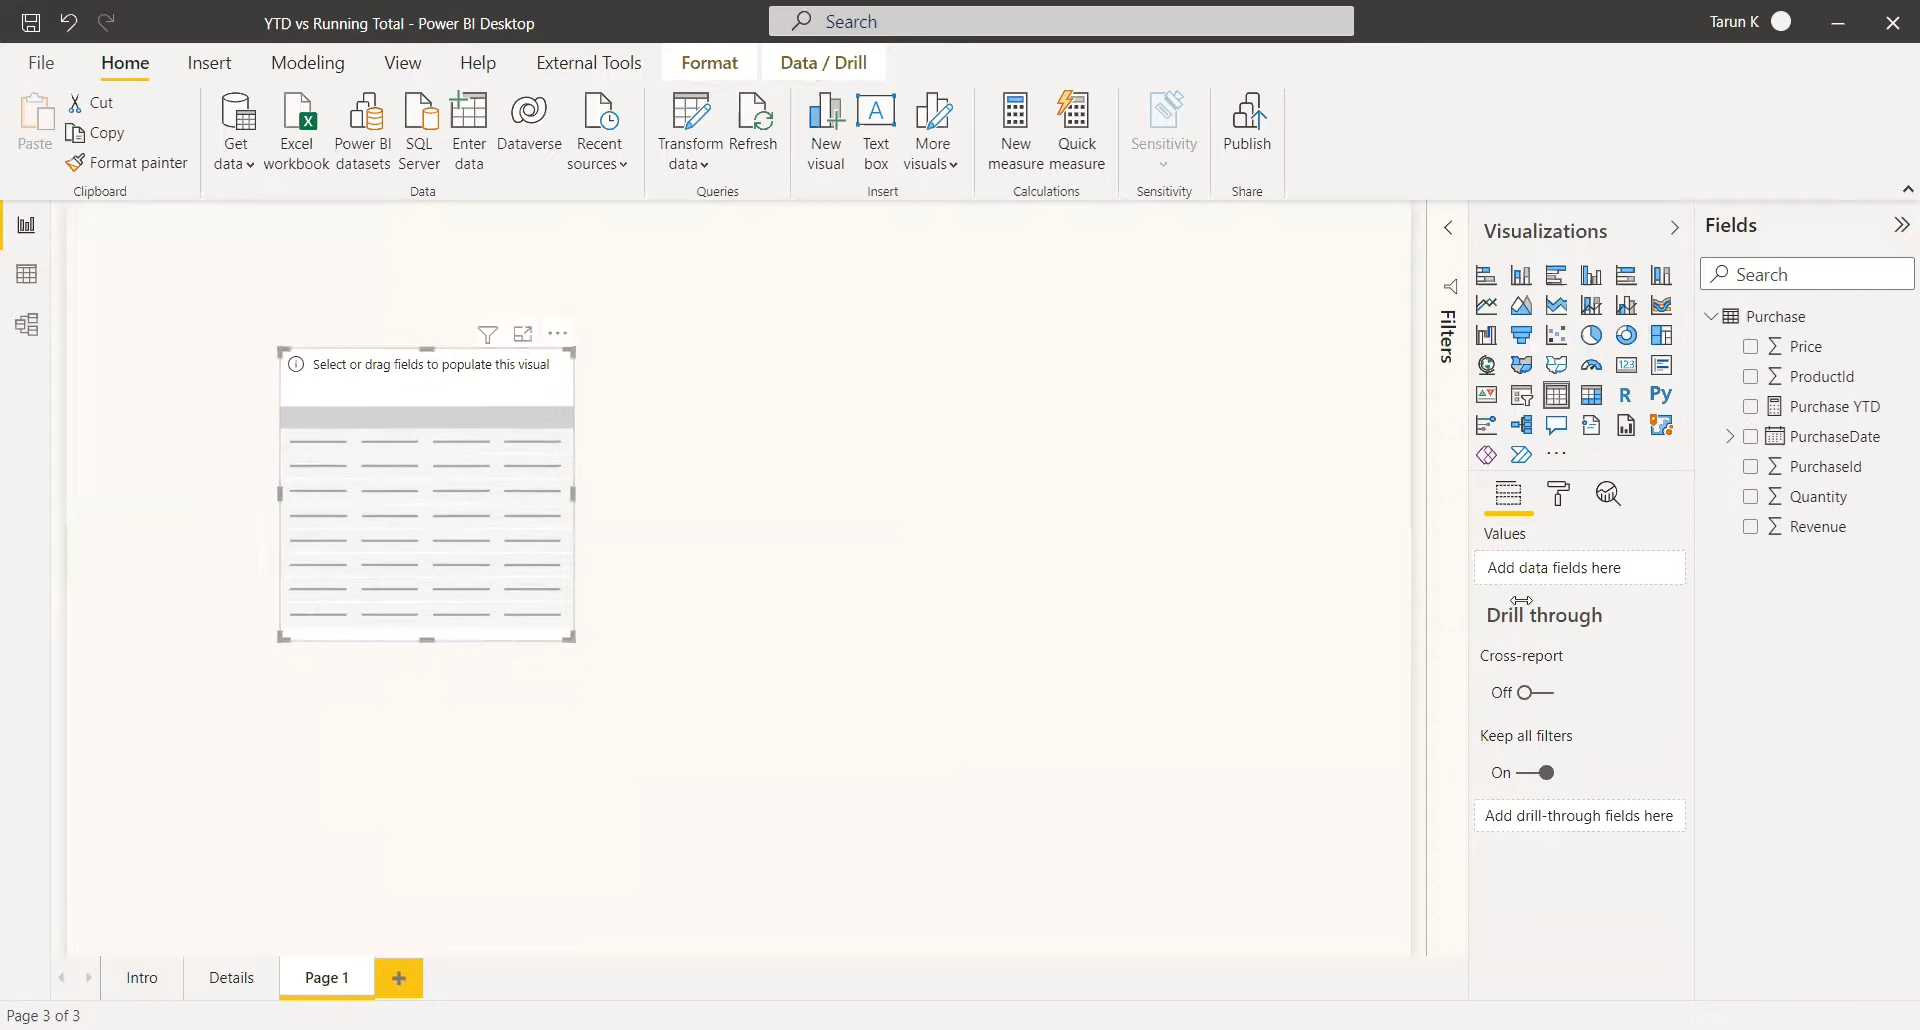 YTD vs Running Total - Power BI Desktop
Search
Tarun K
File Home Insert Modeling View Help External Tools Format Data / Drill
Paste
Cut
Copy
Format painter
Clipboard
Get data
Excel workbook
Power BI datasets
SQL Server
Enter data
Dataverse
Recent sources
Data
Transform data
Refresh
Queries
New visual
A
Text box
More visuals
Insert
New measure
Quick measure
Calculations
Sensitivity
Sensitivity
Publish
Share
Select or drag fields to populate this visual
Filters
Visualizations
123
R
Py
Values
Add data fields here
Drill through
Cross-report
Off
Keep all filters
On
Add drill-through fields here
Fields
Search
Purchase
Price
ProductId
Purchase YTD
PurchaseDate
PurchaseId
Quantity
Revenue
Intro Details Page 1
Page 3 of 3